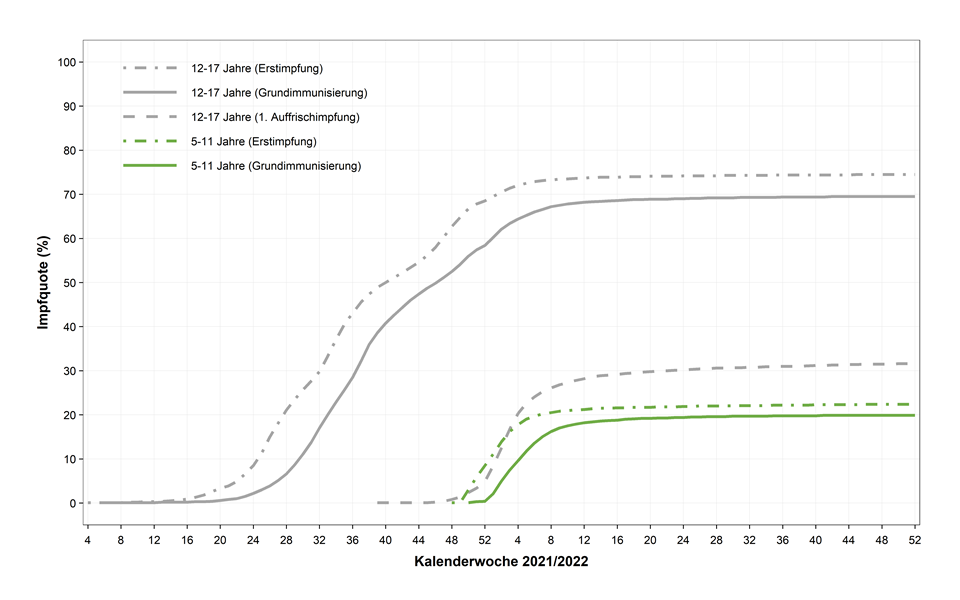 100
90
80
70
60
50
40
30
20
10
0
Impfquote (%)
12-17 Jahre (Erstimpfung)
12-17 Jahre (Grundimmunisierung)
12-17 Jahre (1. Auffrischimpfung)
5-11 Jahre (Erstimpfung)
5-11 Jahre (Grundimmunisierung)
4 8 12 16 20 24 28 32 36 40 44 48 52 4 8 12 16 20 24 28 32 36 40 44 48 52
Kalenderwoche 2021/2022